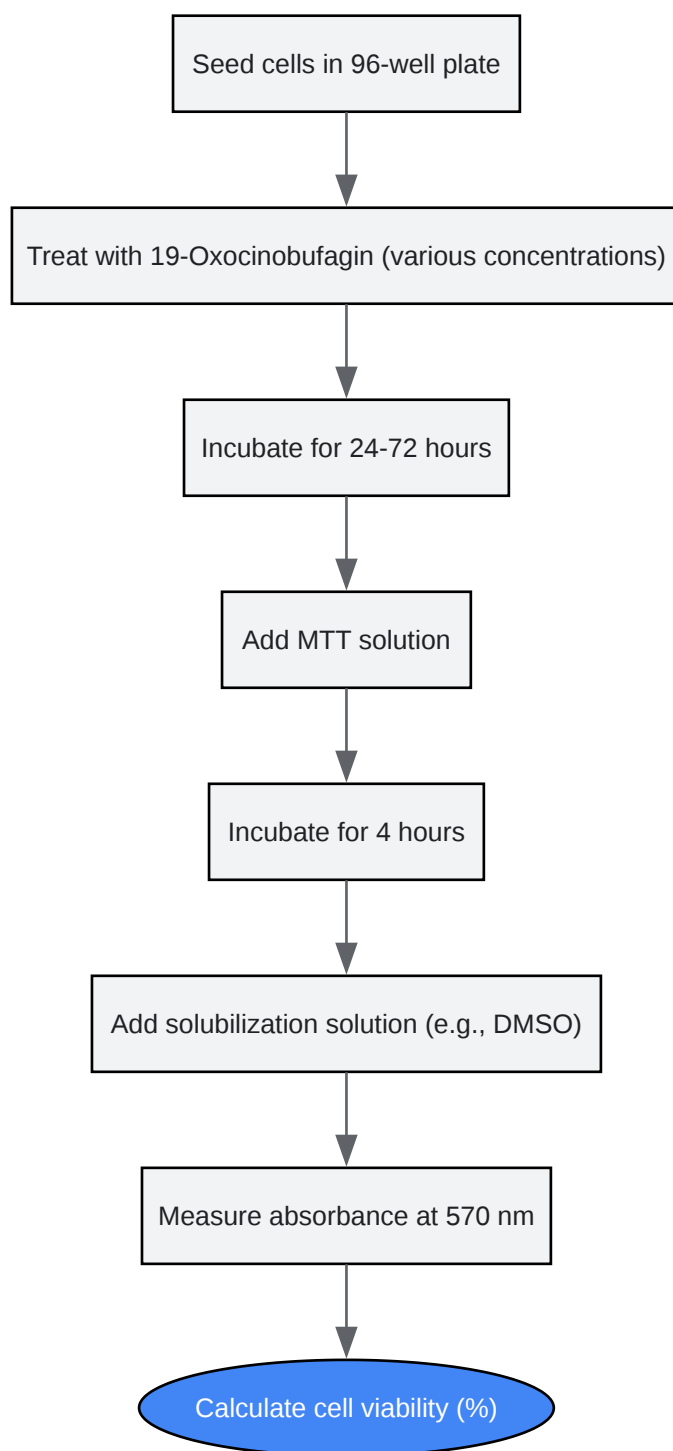 Seed cells in 96-well plate
Treat with 19-Oxocinobufagin (various concentrations)
Incubate for 24-72 hours
Add MTT solution
Incubate for 4 hours
Add solubilization solution (e.g., DMSO)
Measure absorbance at 570 nm
Calculate cell viability (%)